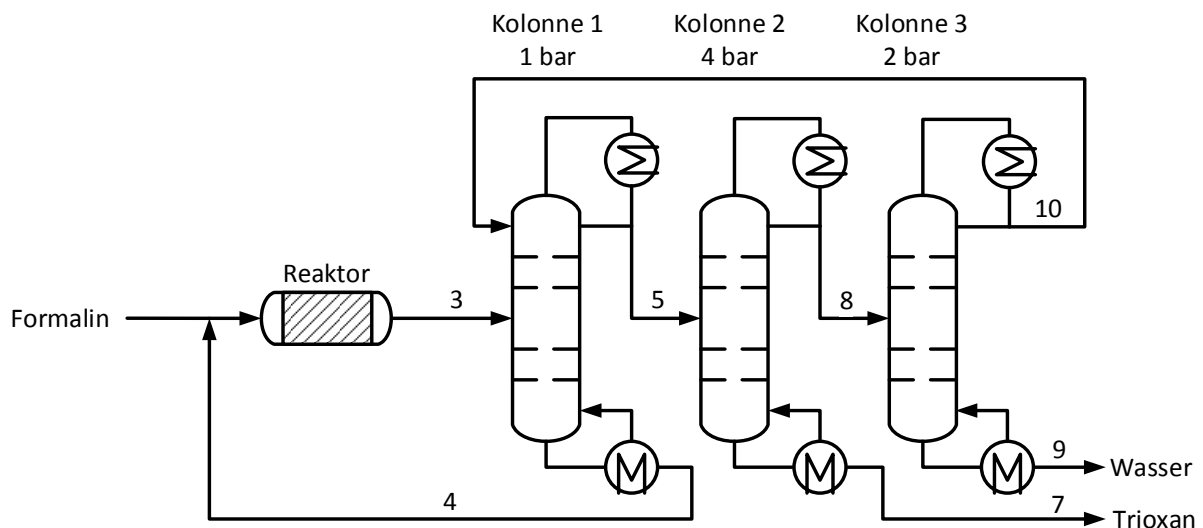 Kolonne 1
1 bar
Kolonne 2
4 bar
Kolonne 3
2 bar
10
Reaktor
3
5
8
Formalin
9
Wasser
4
7
Trioxan